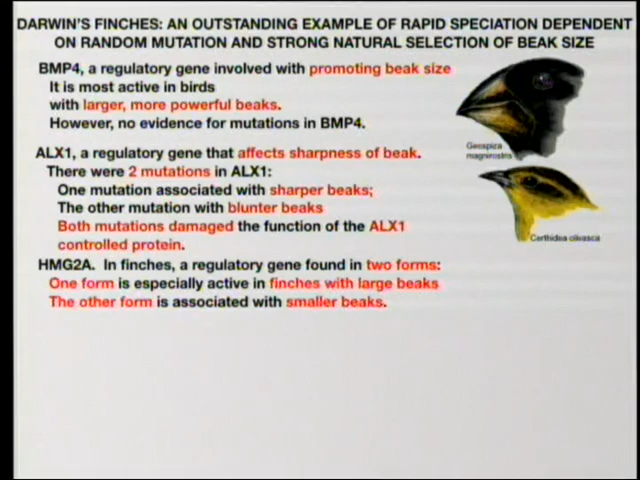 DARWIN'S FINCHES: AN OUTSTANDING EXAMPLE OF RAPID SPECIATION DEPENDENT
ON RANDOM MUTATION AND STRONG NATURAL SELECTION OF BEAK SIZE
BMP4, a regulatory gene involved with promoting beak size
It is most active in birds
with larger, more powerful beaks.
However, no evidence for mutations in BMP4.
Geospiza
magnirostris
ALX1, a regulatory gene that affects sharpness of beak.
There were 2 mutations in ALX1:
One mutation associated with sharper beaks;
The other mutation with blunter beaks
Both mutations damaged the function of the ALX1
controlled protein.
Certhidea olivasca
HMG2A. In finches, a regulatory gene found in two forms:
One form is especially active in finches with large beaks
The other form is associated with smaller beaks.